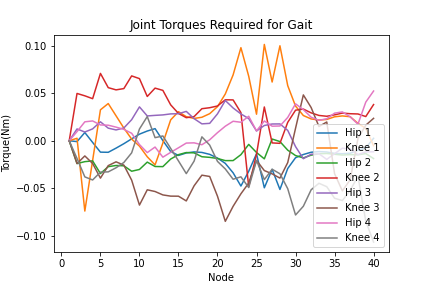 Joint Torques Required for Gait
Torque(Nm)
0.10
0.05
0.00
−0.05
−0.10
Hip 1
Knee 1
Hip 2
Knee 2
Hip 3
Knee 3
Hip 4
Knee 4
0 5 10 15 20 25 30 35 40
Node